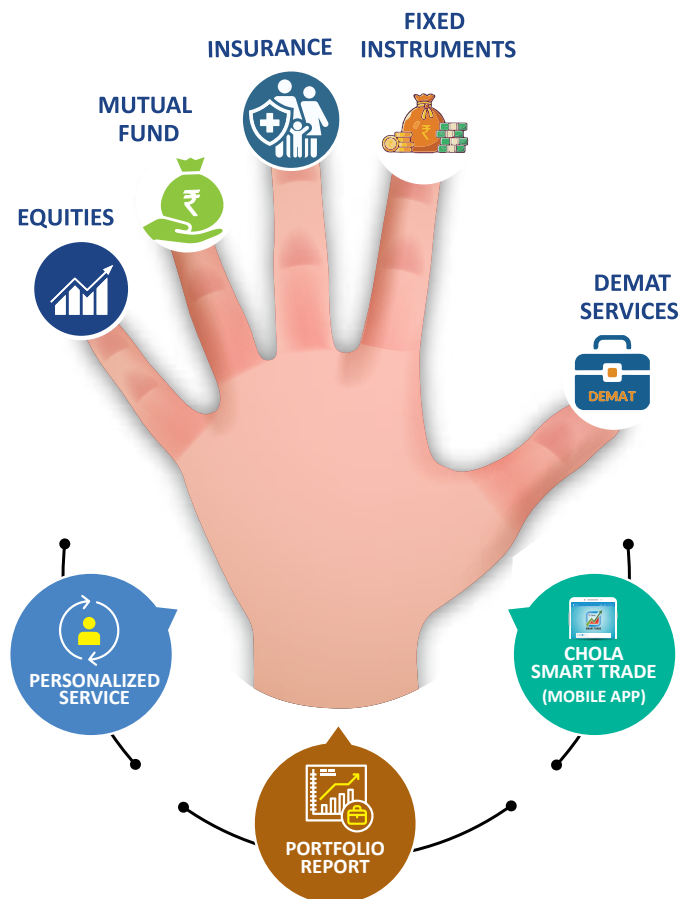 FIXED
INSTRUMENTS
INSURANCE
MUTUAL
FUND
EQUITIES
DEMAT
SERVICES
DEMAT
PERSONALIZED
SERVICE
CHOLA
SMART TRADE
(MOBILE APP)
PORTFOLIO
REPORT